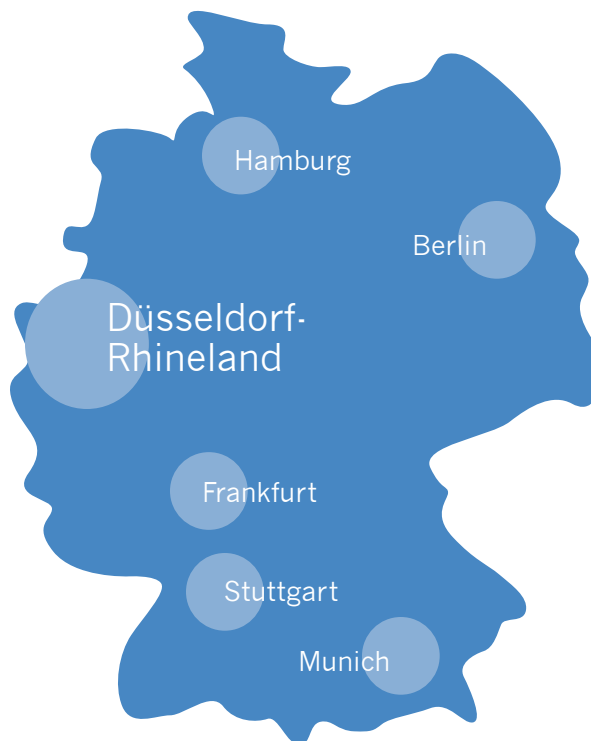 Hamburg
Berlin
Düsseldorf-
Rhineland
Frankfurt
Stuttgart
Munich